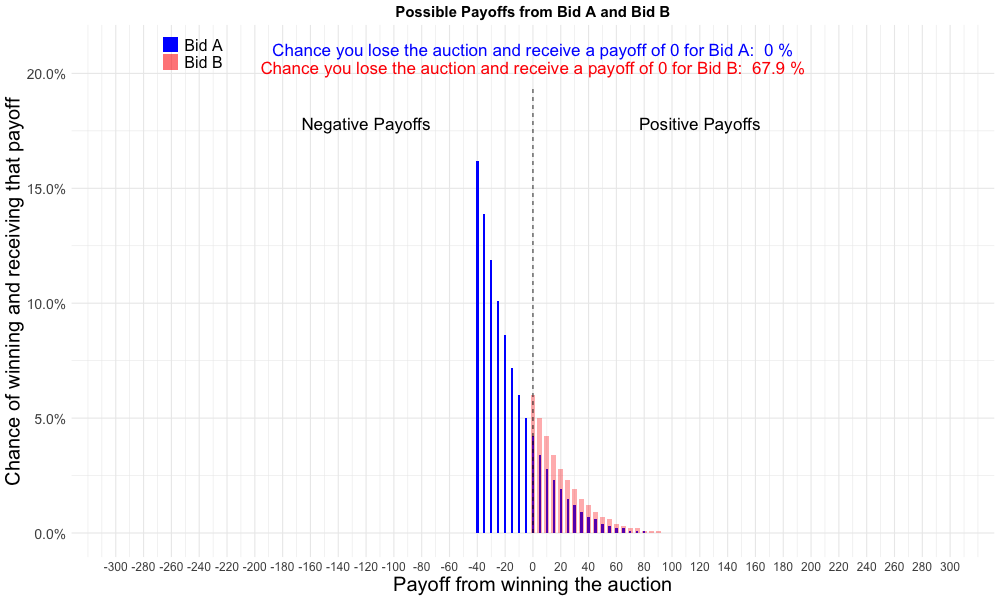 Possible Payoffs from Bid A and Bid B
Bid A
Bid B
Chance you lose the auction and receive a payoff of 0 for Bid A:  0 %
Chance you lose the auction and receive a payoff of 0 for Bid B:  67.9 %
Negative Payoffs
Positive Payoffs
Chance of winning and receiving that payoff
20.0%
15.0%
10.0%
5.0%
0.0%
-300 -280 -260 -240 -220 -200 -180 -160 -140 -120 -100 -80 -60 -40 -20 0 20 40 60 80 100 120 140 160 180 200 220 240 260 280 300
Payoff from winning the auction